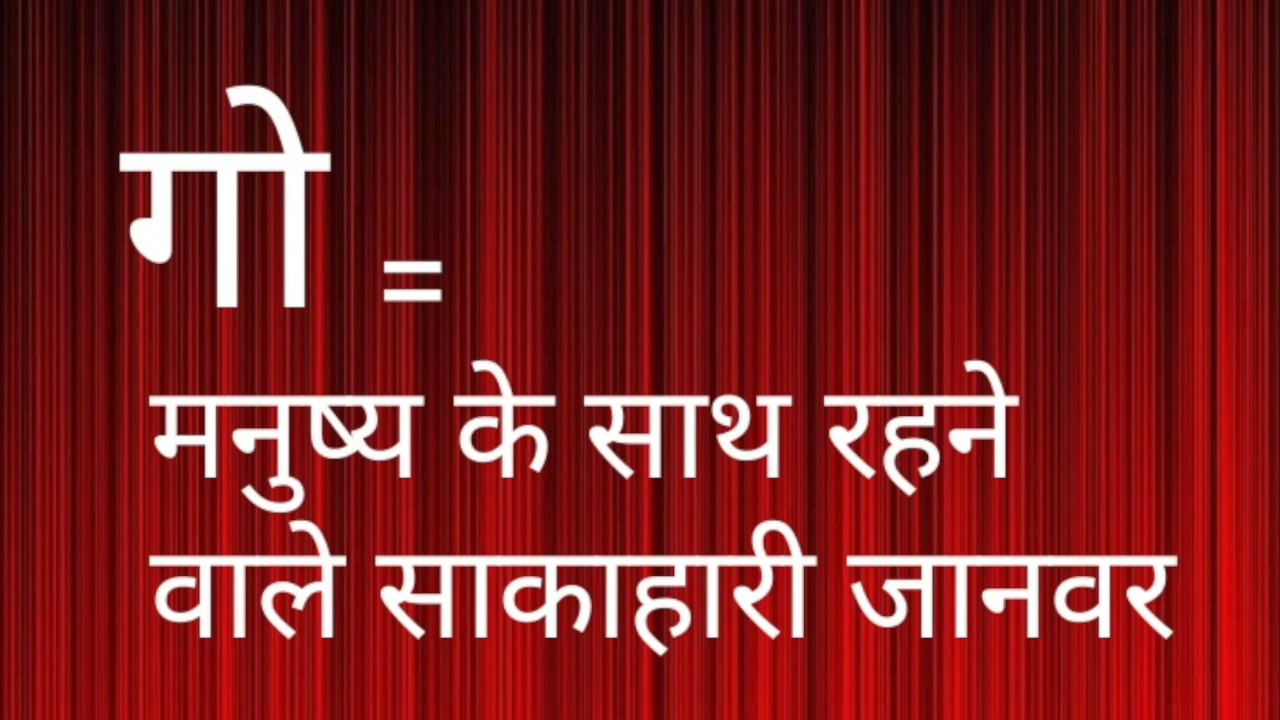 गो =
मनुष्य के साथ रहने
वाले साकाहारी जानवर